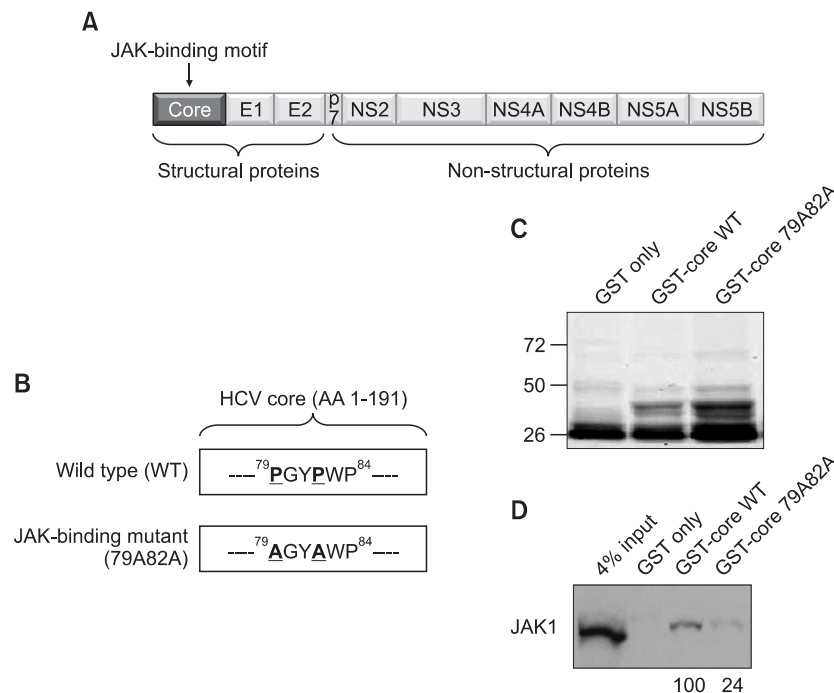 A
JAK-binding motif
Core E1 E2 p7 NS2 NS3 NS4A NS4B NS5A NS5B
Structural proteins Non-structural proteins
B
HCV core (AA 1-191)
Wild type (WT) ----⁷⁹PGYPWP⁸⁴----
JAK-binding mutant
(79A82A) ----⁷⁹AGYAWP⁸⁴----
C
GST only
GST-core WT
GST-core 79A82A
72
50
26
D
4% input
GST only
GST-core WT
GST-core 79A82A
JAK1
100 24